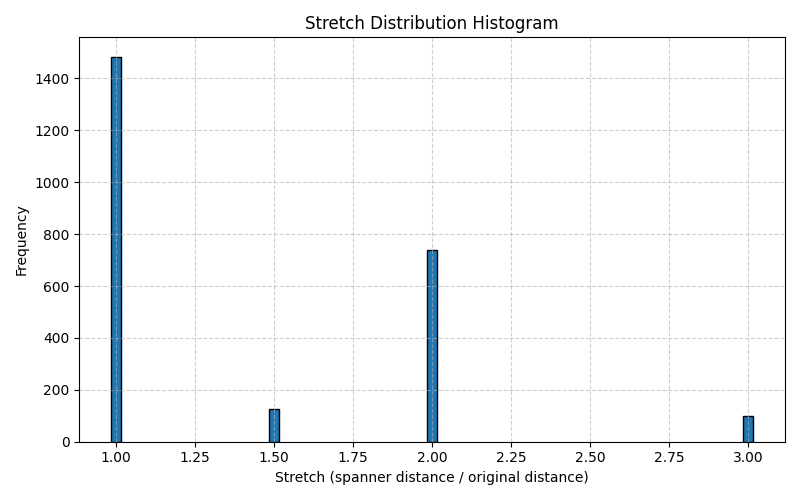 Stretch Distribution Histogram
Frequency
1400
1200
1000
800
600
400
200
0
1.00 1.25 1.50 1.75 2.00 2.25 2.50 2.75 3.00
Stretch (spanner distance / original distance)